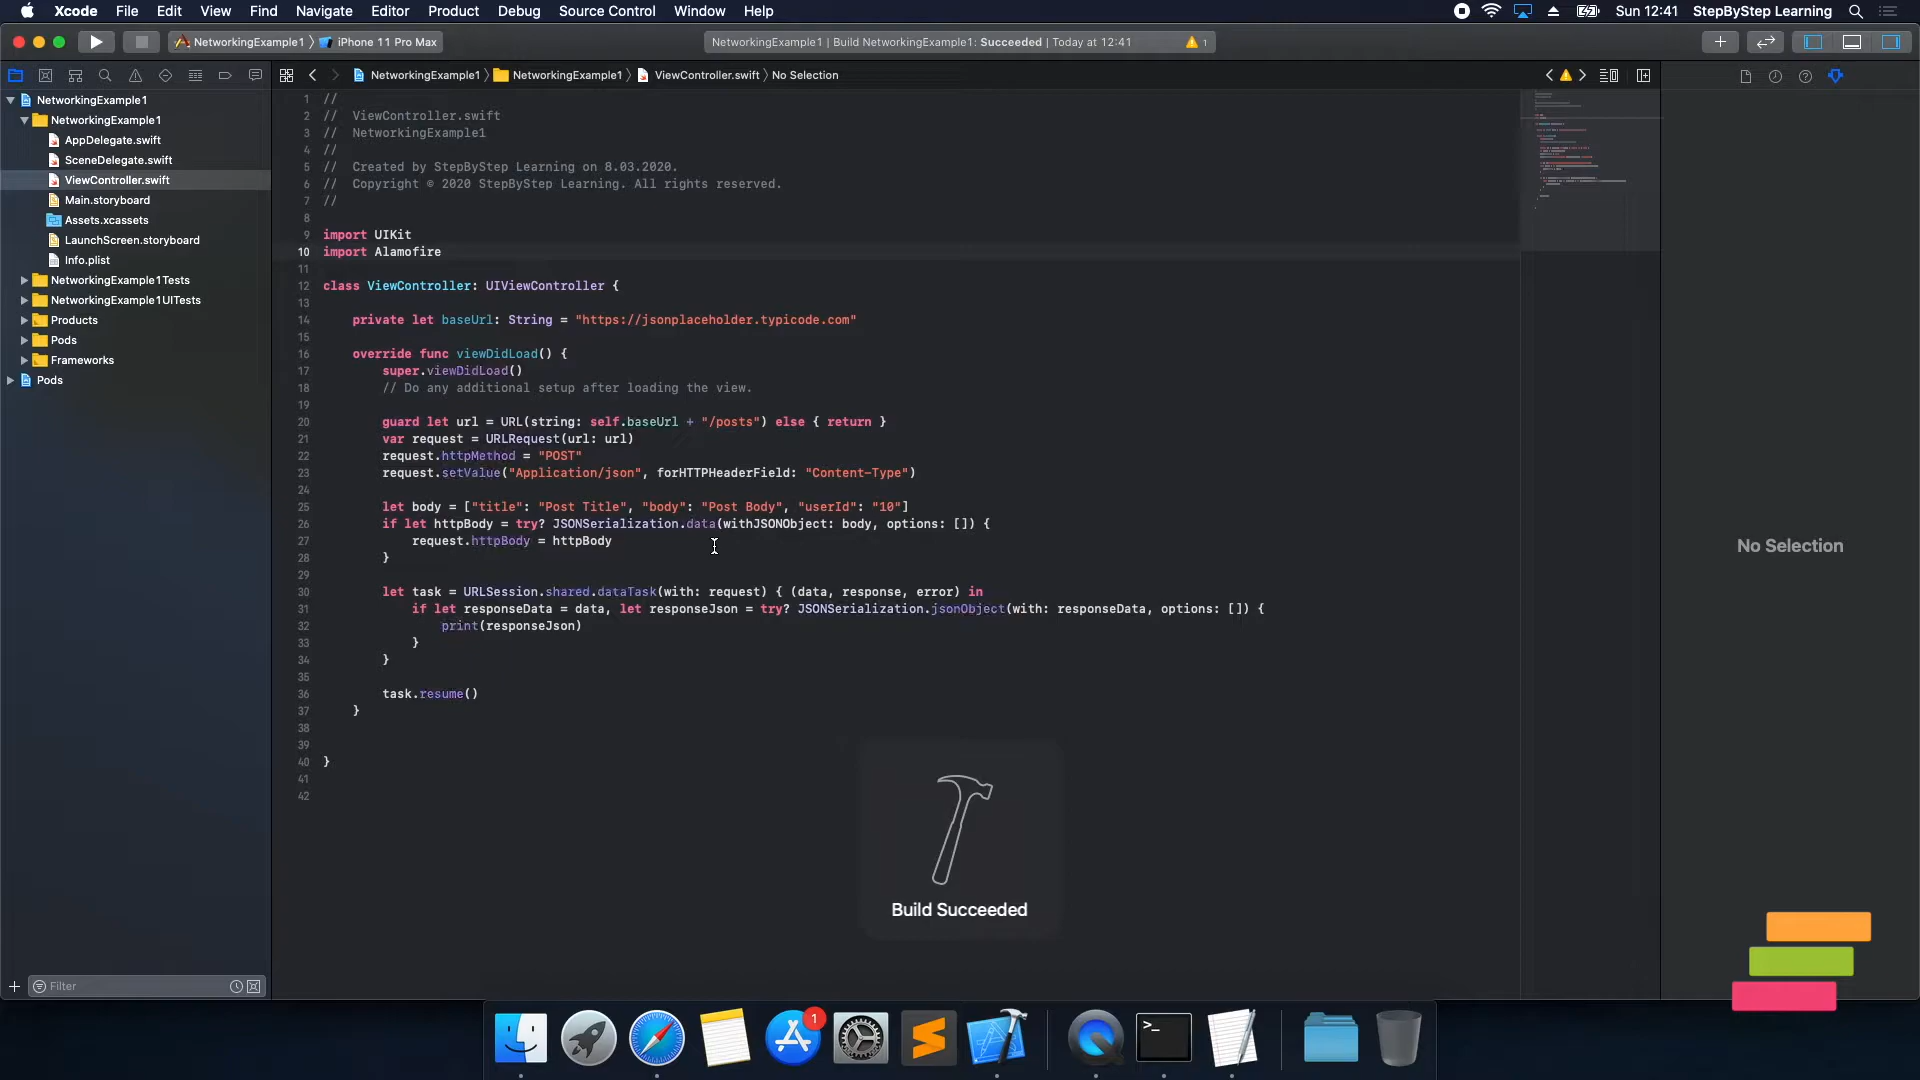 Xcode File Edit View Find Navigate Editor Product Debug Source Control Window Help Sun 12:41 StepByStep Learning
NetworkingExample1 iPhone 11 Pro Max NetworkingExample1 | Build NetworkingExample1: Succeeded | Today at 12:41 1
NetworkingExample1 NetworkingExample1 ViewController.swift No Selection
NetworkingExample1
NetworkingExample1
AppDelegate.swift
SceneDelegate.swift
ViewController.swift
Main.storyboard
Assets.xcassets
LaunchScreen.storyboard
Info.plist
NetworkingExample1Tests
NetworkingExample1UITests
Products
Pods
Frameworks
Pods
Filter
1 //
2 // ViewController.swift
3 // NetworkingExample1
4 //
5 // Created by StepByStep Learning on 8.03.2020.
6 // Copyright © 2020 StepByStep Learning. All rights reserved.
7 //
8
9 import UIKit
10 import Alamofire
11
12 class ViewController: UIViewController {
13
14 private let baseUrl: String = "https://jsonplaceholder.typicode.com"
15
16 override func viewDidLoad() {
17 super.viewDidLoad()
18 // Do any additional setup after loading the view.
19
20 guard let url = URL(string: self.baseUrl + "/posts") else { return }
21 var request = URLRequest(url: url)
22 request.httpMethod = "POST"
23 request.setValue("Application/json", forHTTPHeaderField: "Content-Type")
24
25 let body = ["title": "Post Title", "body": "Post Body", "userId": "10"]
26 if let httpBody = try? JSONSerialization.data(withJSONObject: body, options: []) {
27 request.httpBody = httpBody
28 }
29
30 let task = URLSession.shared.dataTask(with: request) { (data, response, error) in
31 if let responseData = data, let responseJson = try? JSONSerialization.jsonObject(with: responseData, options: []) {
32 print(responseJson)
33 }
34 }
35
36 task.resume()
37 }
38
39
40 }
41
42
No Selection
Build Succeeded
1